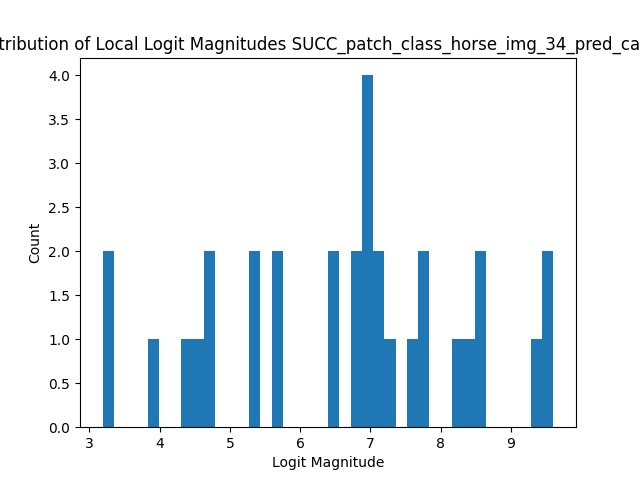 tribution of Local Logit Magnitudes SUCC_patch_class_horse_img_34_pred_ca
4.0
3.5
3.0
2.5
2.0
1.5
1.0
0.5
0.0
Count
3 4 5 6 7 8 9
Logit Magnitude